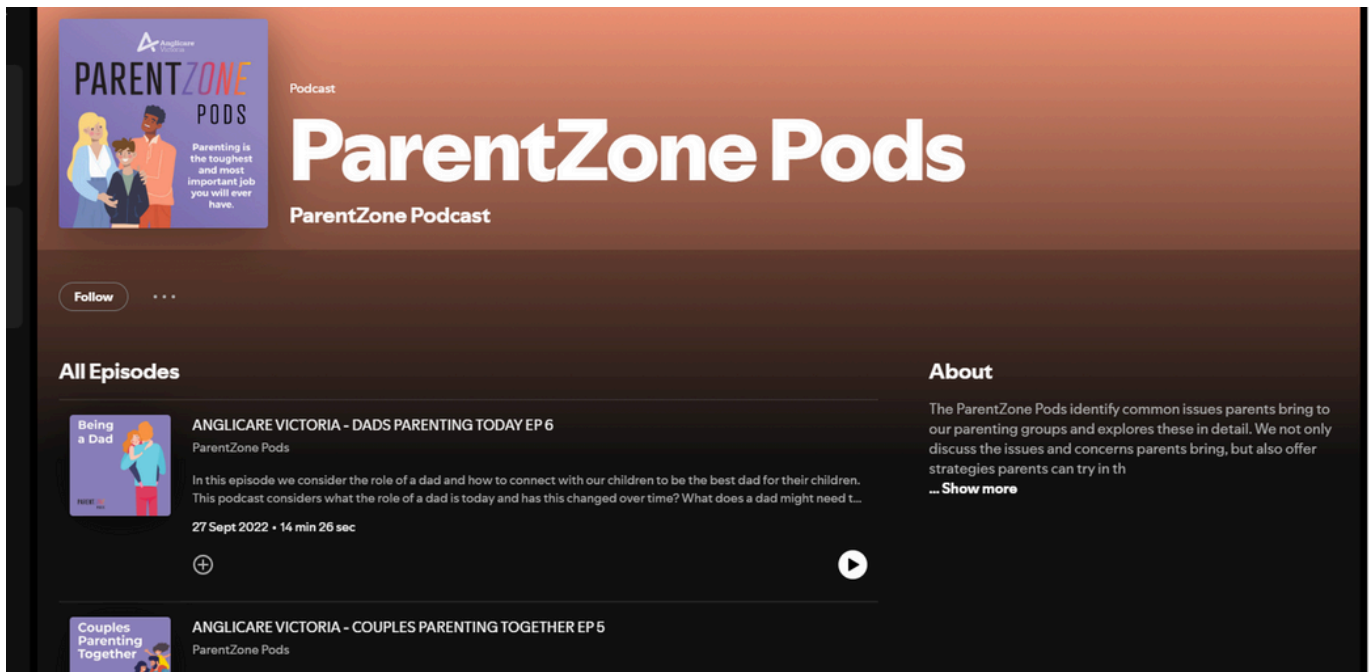 Anglicare
Victoria
PARENTZONE
PODS
Parenting is
the toughest
and most
important job
you will ever
have.
Podcast
ParentZone Pods
ParentZone Podcast
Follow
All Episodes
Being
a Dad
PARENTZONE
PODS
ANGLICARE VICTORIA - DADS PARENTING TODAY EP 6
ParentZone Pods
In this episode we consider the role of a dad and how to connect with our children to be the best dad for their children.
This podcast considers what the role of a dad is today and has this changed over time? What does a dad might need t...
27 Sept 2022 • 14 min 26 sec
Couples
Parenting
Together
ANGLICARE VICTORIA - COUPLES PARENTING TOGETHER EP 5
ParentZone Pods
About
The ParentZone Pods identify common issues parents bring to
our parenting groups and explores these in detail. We not only
discuss the issues and concerns parents bring, but also offer
strategies parents can try in th
... Show more